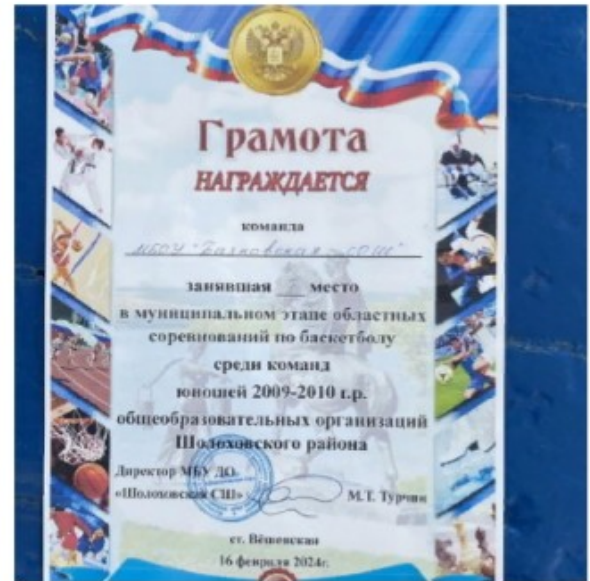 Грамота
НАГРАЖДАЕТСЯ
команда
МБОУ "Базковская СОШ"
занявшая место
в муниципальном этапе областных
соревнований по баскетболу
среди команд
юношей 2009-2010 г.р.
общеобразовательных организаций
Шолоховского района
Директор МБУ ДО
«Шолоховская СШ» М.Т. Турчин
ст. Вёшенская
16 февраля 2024г.